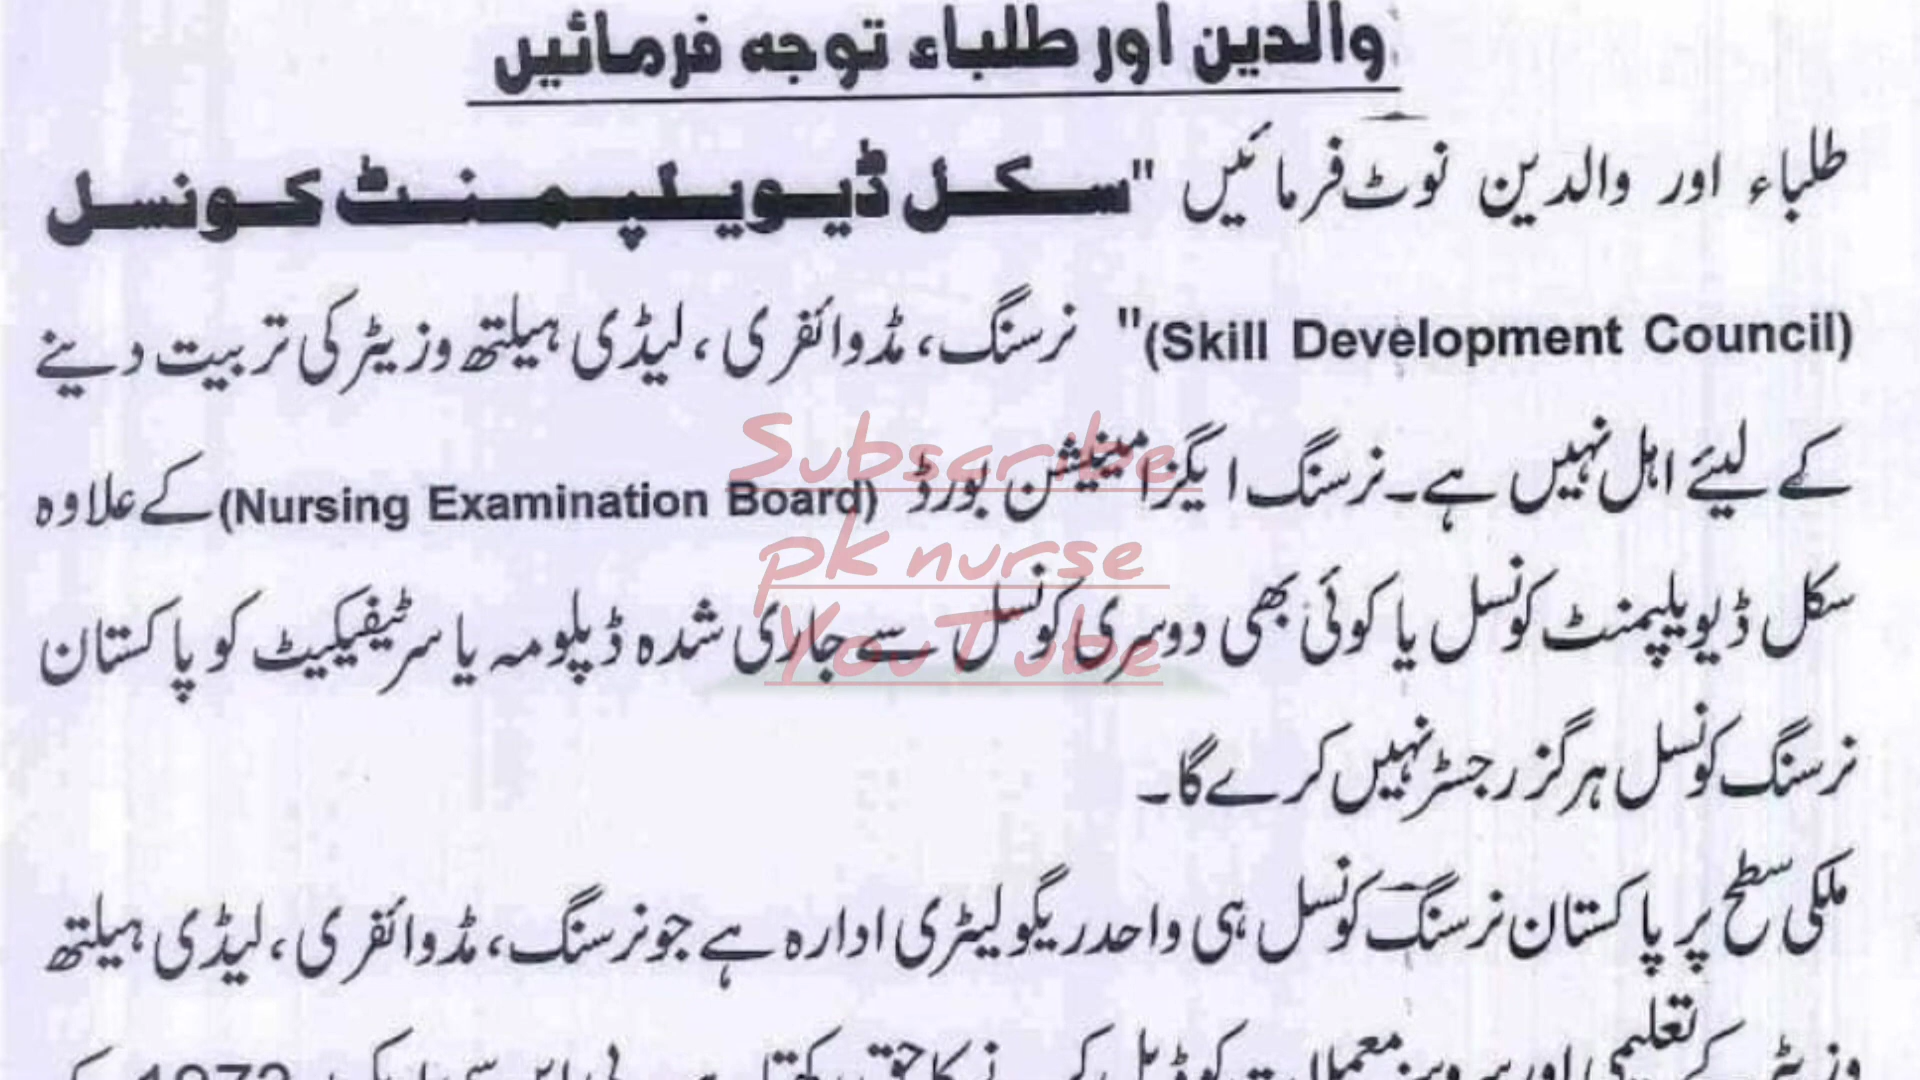 والدین اور طلباء توجہ فرمائیں
طلباء اور والدین نوٹ فرمائیں "سکل ڈیویلپمنٹ کونسل
(Skill Development Council)" نرسنگ، مڈوائفری، لیڈی ہیلتھ وزیٹر کی تربیت دینے
کے لیئے اہل نہیں ہے۔ نرسنگ ایگزامینیشن بورڈ (Nursing Examination Board) کے علاوہ
سکل ڈیویلپمنٹ کونسل یا کوئی بھی دوسری کونسل سے جاری شدہ ڈپلومہ یا سرٹیفیکیٹ کو پاکستان
نرسنگ کونسل ہرگز رجسٹر نہیں کرے گا۔
ملکی سطح پر پاکستان نرسنگ کونسل ہی واحد ریگولیٹری ادارہ ہے جو نرسنگ، مڈوائفری، لیڈی ہیلتھ
Subscribe
pk nurse
YouTube